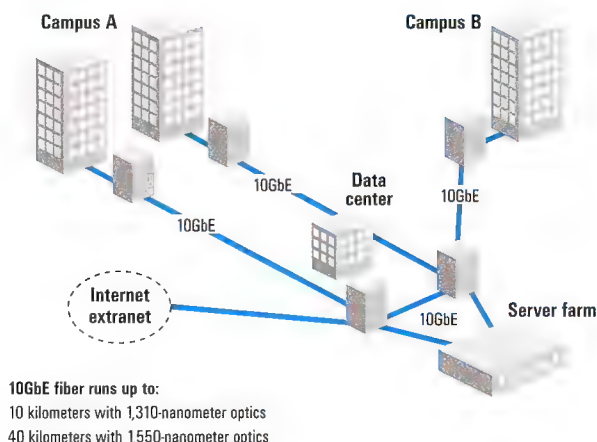 Campus A
Campus B
10GbE
Data
center
10GbE
10GbE
Internet
extranet
10GbE
Server farm
10GbE fiber runs up to:
10 kilometers with 1,310-nanometer optics
40 kilometers with 1,550-nanometer optics